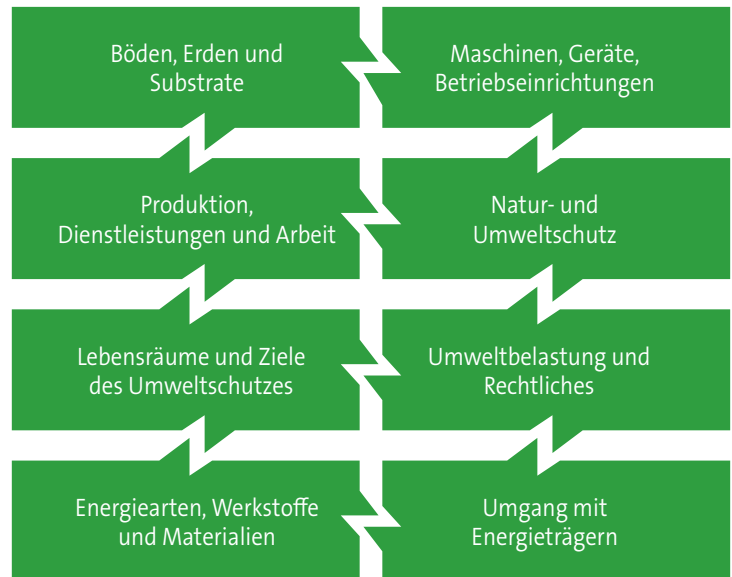 Böden, Erden und
Substrate
Maschinen, Geräte,
Betriebseinrichtungen
Produktion,
Dienstleistungen und Arbeit
Natur- und
Umweltschutz
Lebensräume und Ziele
des Umweltschutzes
Umweltbelastung und
Rechtliches
Energiearten, Werkstoffe
und Materialien
Umgang mit
Energieträgern